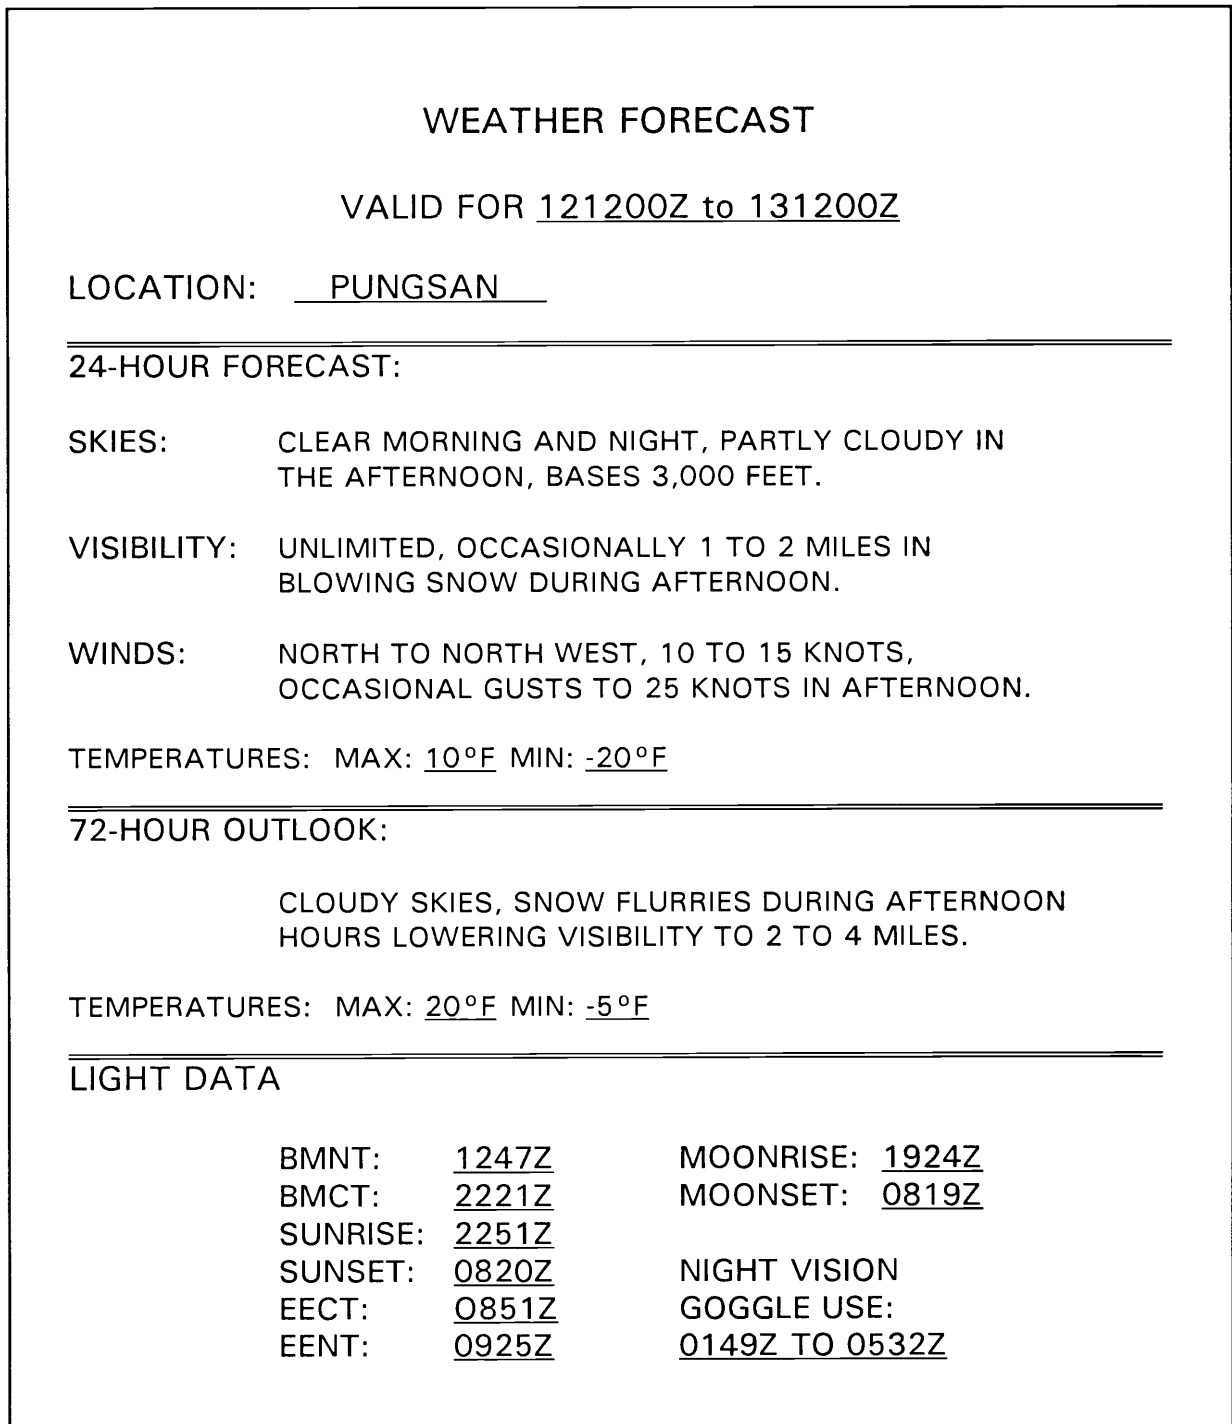 WEATHER FORECAST
VALID FOR 121200Z to 131200Z
LOCATION: PUNGSAN
24-HOUR FORECAST:
SKIES: CLEAR MORNING AND NIGHT, PARTLY CLOUDY IN
THE AFTERNOON, BASES 3,000 FEET.
VISIBILITY: UNLIMITED, OCCASIONALLY 1 TO 2 MILES IN
BLOWING SNOW DURING AFTERNOON.
WINDS: NORTH TO NORTH WEST, 10 TO 15 KNOTS,
OCCASIONAL GUSTS TO 25 KNOTS IN AFTERNOON.
TEMPERATURES: MAX: 10°F MIN: -20°F
72-HOUR OUTLOOK:
CLOUDY SKIES, SNOW FLURRIES DURING AFTERNOON
HOURS LOWERING VISIBILITY TO 2 TO 4 MILES.
TEMPERATURES: MAX: 20°F MIN: -5°F
LIGHT DATA
BMNT: 1247Z MOONRISE: 1924Z
BMCT: 2221Z MOONSET: 0819Z
SUNRISE: 2251Z
SUNSET: 0820Z NIGHT VISION
EECT: 0851Z GOGGLE USE:
EENT: 0925Z 0149Z TO 0532Z